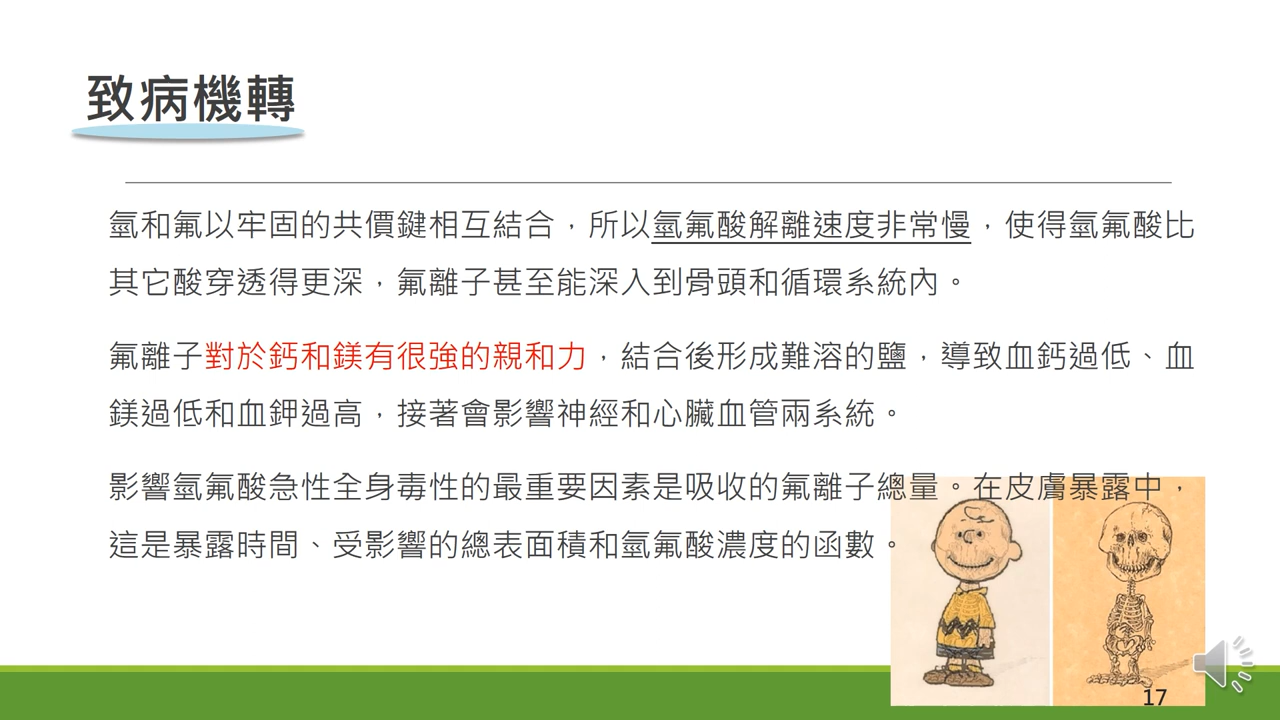 致病機轉
氫和氟以牢固的共價鍵相互結合，所以氫氟酸解離速度非常慢，使得氫氟酸比
其它酸穿透得更深，氟離子甚至能深入到骨頭和循環系統內。
氟離子對於鈣和鎂有很強的親和力，結合後形成難溶的鹽，導致血鈣過低、血
鎂過低和血鉀過高，接著會影響神經和心臟血管兩系統。
影響氫氟酸急性全身毒性的最重要因素是吸收的氟離子總量。在皮膚暴露中，
這是暴露時間、受影響的總表面積和氫氟酸濃度的函數。
17